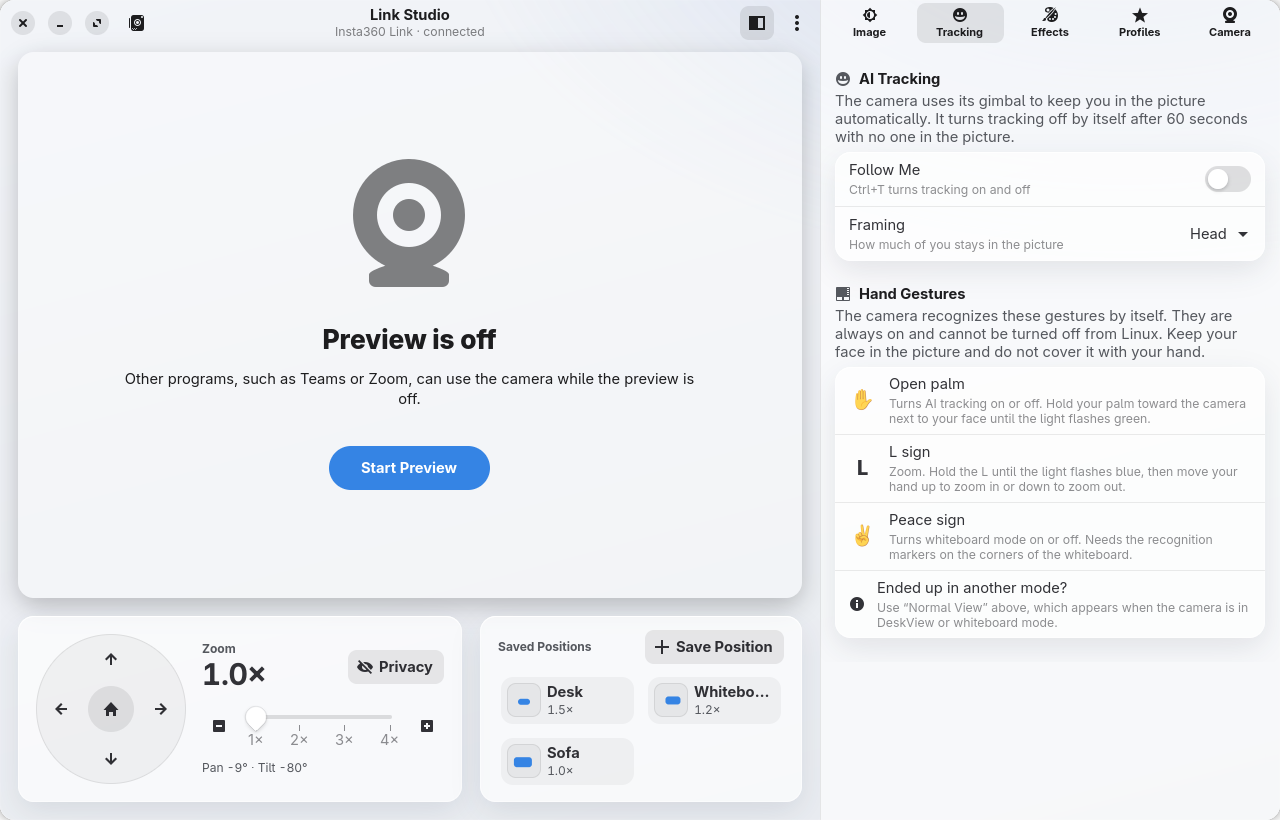 Link Studio
Insta360 Link · connected
Image
Tracking
Effects
Profiles
Camera
Preview is off
Other programs, such as Teams or Zoom, can use the camera while the preview is
off.
Start Preview
Zoom
1.0×
Privacy
1×
2×
3×
4×
Pan -9° · Tilt -80°
Saved Positions
Save Position
Desk
1.5×
Whitebo...
1.2×
Sofa
1.0×
AI Tracking
The camera uses its gimbal to keep you in the picture
automatically. It turns tracking off by itself after 60 seconds
with no one in the picture.
Follow Me
Ctrl+T turns tracking on and off
Framing
How much of you stays in the picture
Head
Hand Gestures
The camera recognizes these gestures by itself. They are
always on and cannot be turned off from Linux. Keep your
face in the picture and do not cover it with your hand.
Open palm
Turns AI tracking on or off. Hold your palm toward the camera
next to your face until the light flashes green.
L
L sign
Zoom. Hold the L until the light flashes blue, then move your
hand up to zoom in or down to zoom out.
Peace sign
Turns whiteboard mode on or off. Needs the recognition
markers on the corners of the whiteboard.
Ended up in another mode?
Use “Normal View” above, which appears when the camera is in
DeskView or whiteboard mode.